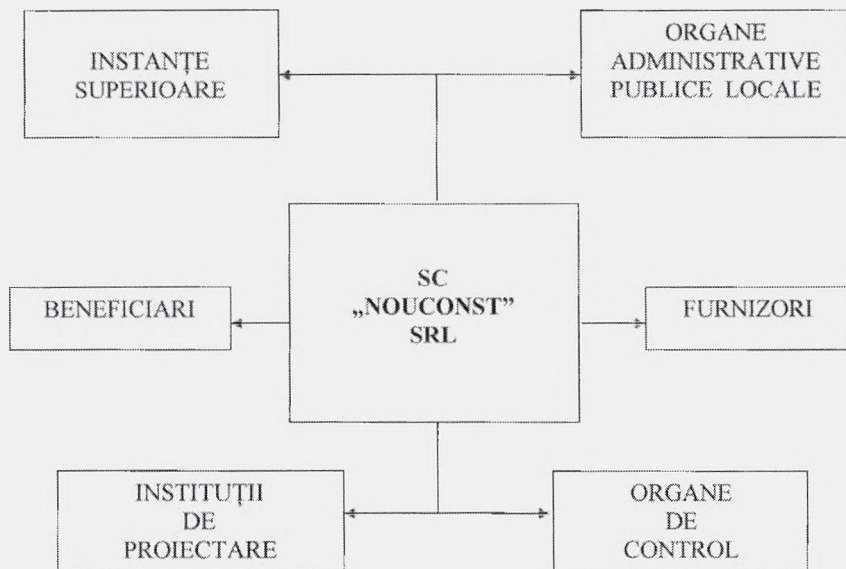 INSTANȚE
SUPERIOARE
ORGANE
ADMINISTRATIVE
PUBLICE LOCALE
BENEFICIARI
SC
„NOUCONST”
SRL
FURNIZORI
INSTITUȚII
DE
PROIECTARE
ORGANE
DE
CONTROL